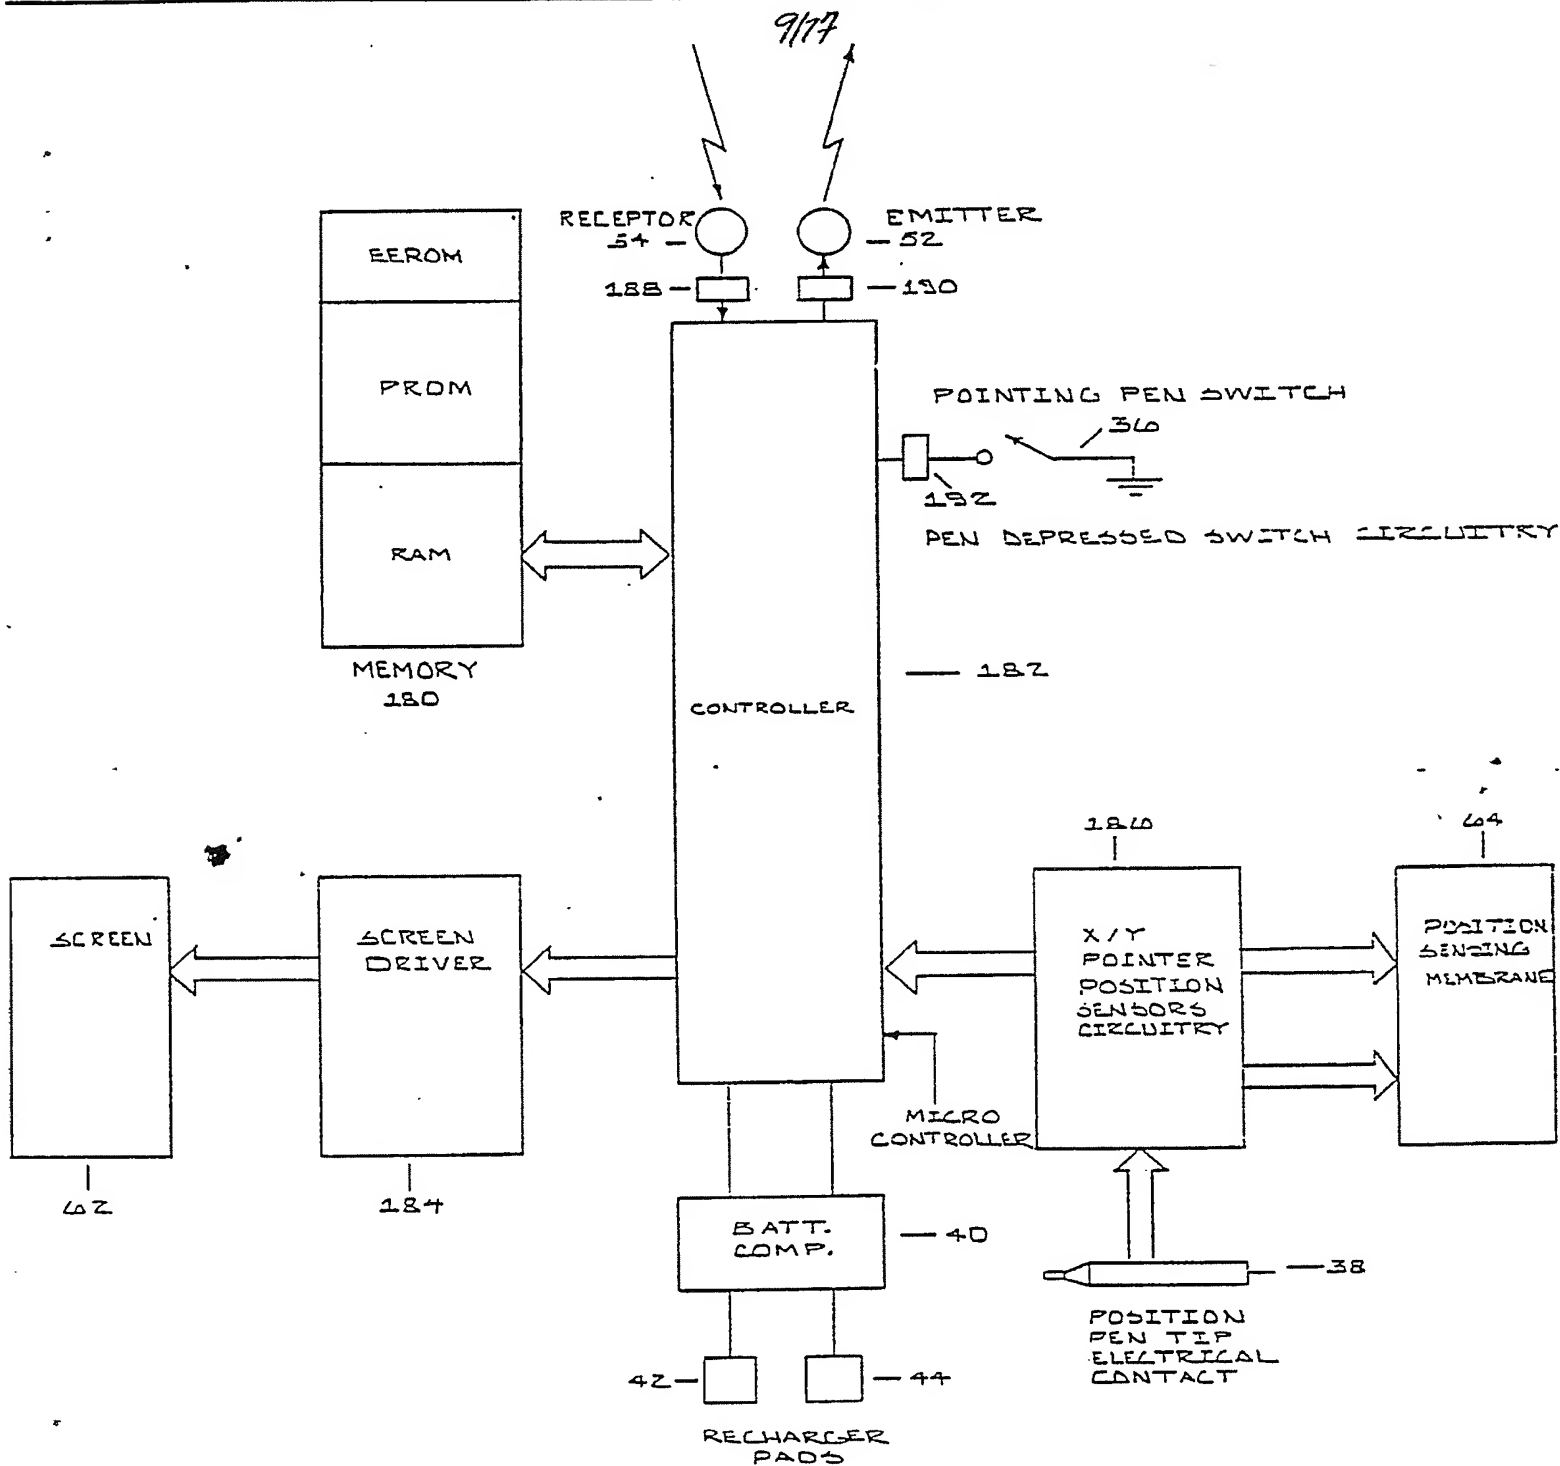 9/17
RECEPTOR
54
EMITTER
52
188
190
EEROM
PROM
RAM
MEMORY
180
POINTING PEN SWITCH
36
192
PEN DEPRESSED SWITCH CIRCUITRY
182
CONTROLLER
186
64
SCREEN
SCREEN
DRIVER
X/Y
POINTER
POSITION
SENSORS
CIRCUITRY
POSITION
SENSING
MEMBRANE
MICRO
CONTROLLER
62
184
BATT.
COMP.
40
38
POSITION
PEN TIP
ELECTRICAL
CONTACT
42
44
RECHARGER
PADS